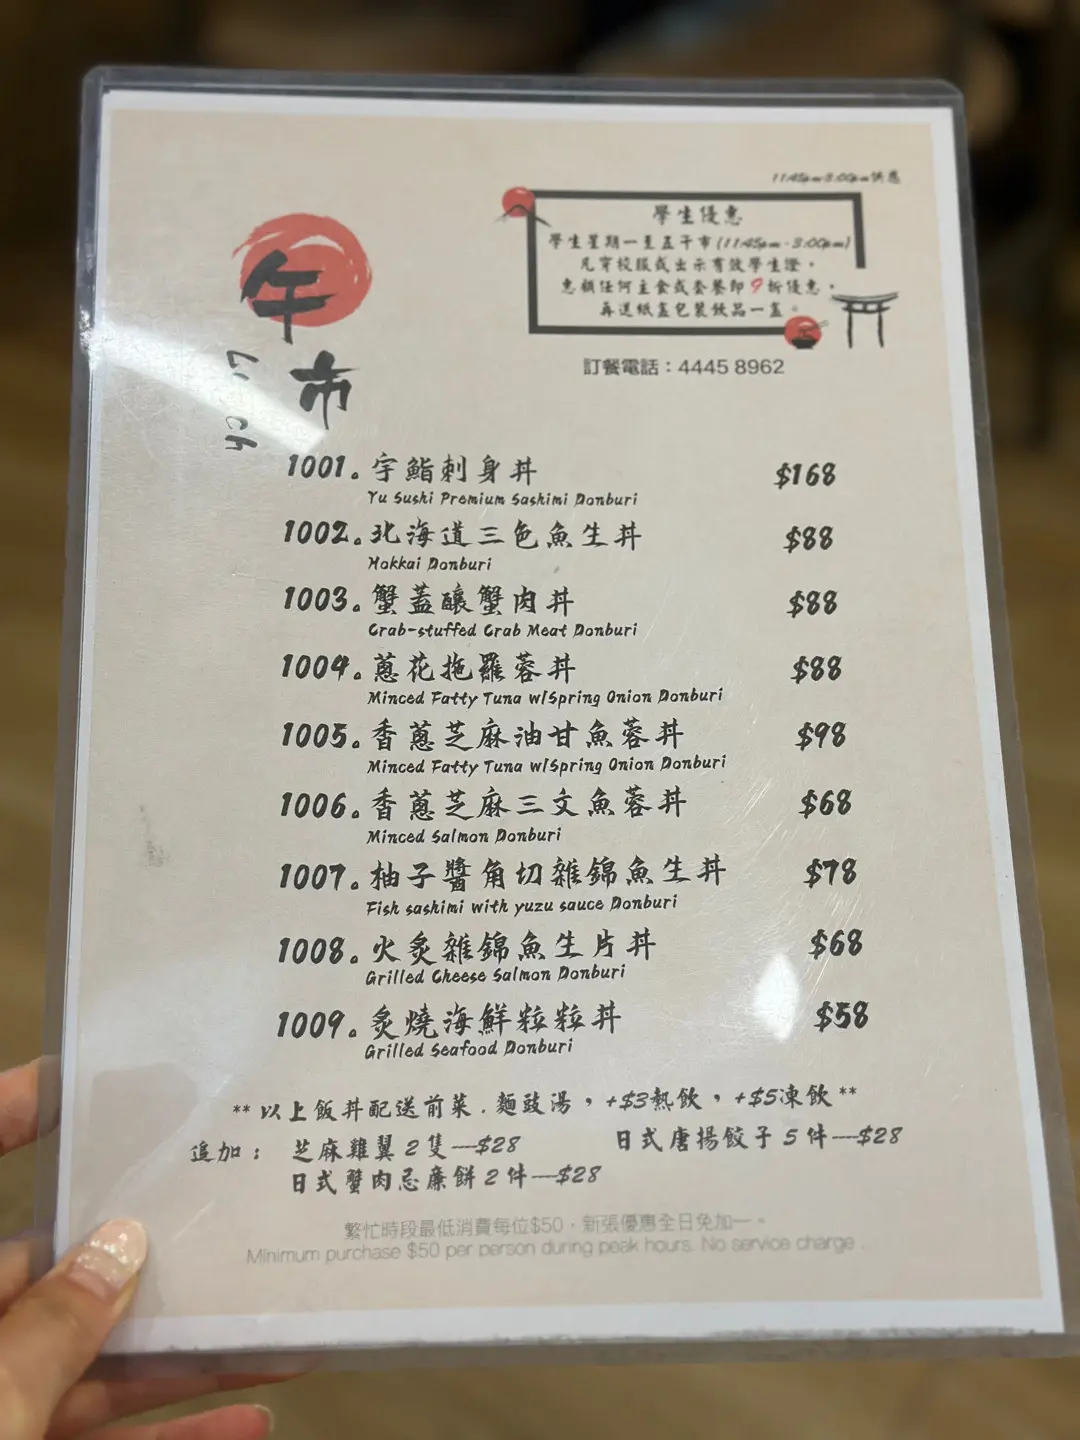 11:45pm-3:00pm供應
學生優惠
學生星期一至五午市(11:45pm-3:00pm)
凡穿校服或出示有效學生證，
惠顧任何主食或套餐即9折優惠，
再送紙盒包裝飲品一盒。
訂餐電話：4445 8962
午市
L ch
1001。宇鮨刺身丼 $168
Yu Sushi Premium Sashimi Donburi
1002。北海道三色魚生丼 $88
Hokkai Donburi
1003。蟹蓋釀蟹肉丼 $88
Crab-stuffed Crab Meat Donburi
1004。蔥花拖羅蓉丼 $88
Minced Fatty Tuna w/Spring Onion Donburi
1005。香蔥芝麻油甘魚蓉丼 $98
Minced Fatty Tuna w/Spring Onion Donburi
1006。香蔥芝麻三文魚蓉丼 $68
Minced Salmon Donburi
1007。柚子醬角切雜錦魚生丼 $78
Fish sashimi with yuzu sauce Donburi
1008。火炙雜錦魚生片丼 $68
Grilled Cheese Salmon Donburi
1009。炙燒海鮮粒粒丼 $58
Grilled Seafood Donburi
**以上飯丼配送前菜.麵豉湯，+$3熱飲，+$5凍飲**
追加： 芝麻雞翼2隻—$28 日式唐揚餃子5件—$28
日式蟹肉忌廉餅2件—$28
繁忙時段最低消費每位$50，新張優惠全日免加一。
Minimum purchase $50 per person during peak hours. No service charge .